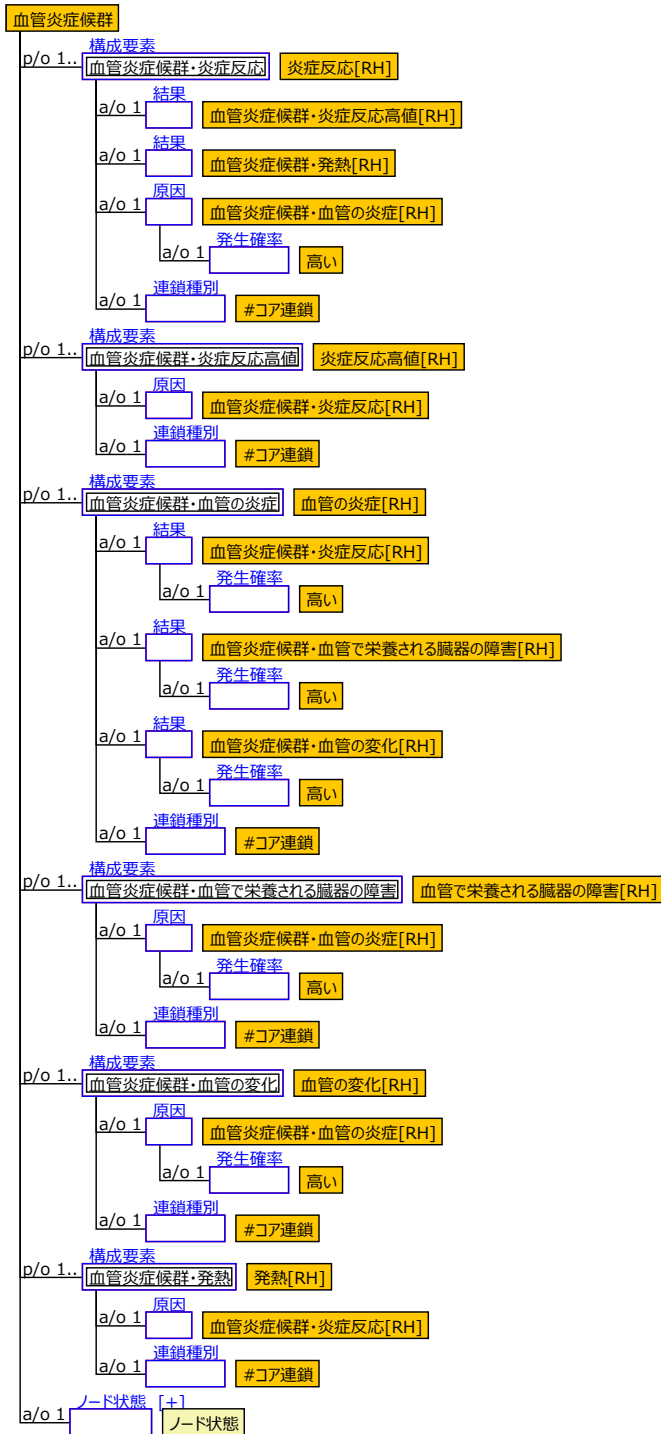 血管炎症候群
構成要素
p/o 1.. 血管炎症候群・炎症反応 炎症反応[RH]
結果
a/o 1 血管炎症候群・炎症反応高値[RH]
結果
a/o 1 血管炎症候群・発熱[RH]
原因
a/o 1 血管炎症候群・血管の炎症[RH]
発生確率
a/o 1 高い
連鎖種別
a/o 1 #コア連鎖
構成要素
p/o 1.. 血管炎症候群・炎症反応高値 炎症反応高値[RH]
原因
a/o 1 血管炎症候群・炎症反応[RH]
連鎖種別
a/o 1 #コア連鎖
構成要素
p/o 1.. 血管炎症候群・血管の炎症 血管の炎症[RH]
結果
a/o 1 血管炎症候群・炎症反応[RH]
発生確率
a/o 1 高い
結果
a/o 1 血管炎症候群・血管で栄養される臓器の障害[RH]
発生確率
a/o 1 高い
結果
a/o 1 血管炎症候群・血管の変化[RH]
発生確率
a/o 1 高い
連鎖種別
a/o 1 #コア連鎖
構成要素
p/o 1.. 血管炎症候群・血管で栄養される臓器の障害 血管で栄養される臓器の障害[RH]
原因
a/o 1 血管炎症候群・血管の炎症[RH]
発生確率
a/o 1 高い
連鎖種別
a/o 1 #コア連鎖
構成要素
p/o 1.. 血管炎症候群・血管の変化 血管の変化[RH]
原因
a/o 1 血管炎症候群・血管の炎症[RH]
発生確率
a/o 1 高い
連鎖種別
a/o 1 #コア連鎖
構成要素
p/o 1.. 血管炎症候群・発熱 発熱[RH]
原因
a/o 1 血管炎症候群・炎症反応[RH]
連鎖種別
a/o 1 #コア連鎖
ノード状態 [+]
a/o 1 ノード状態